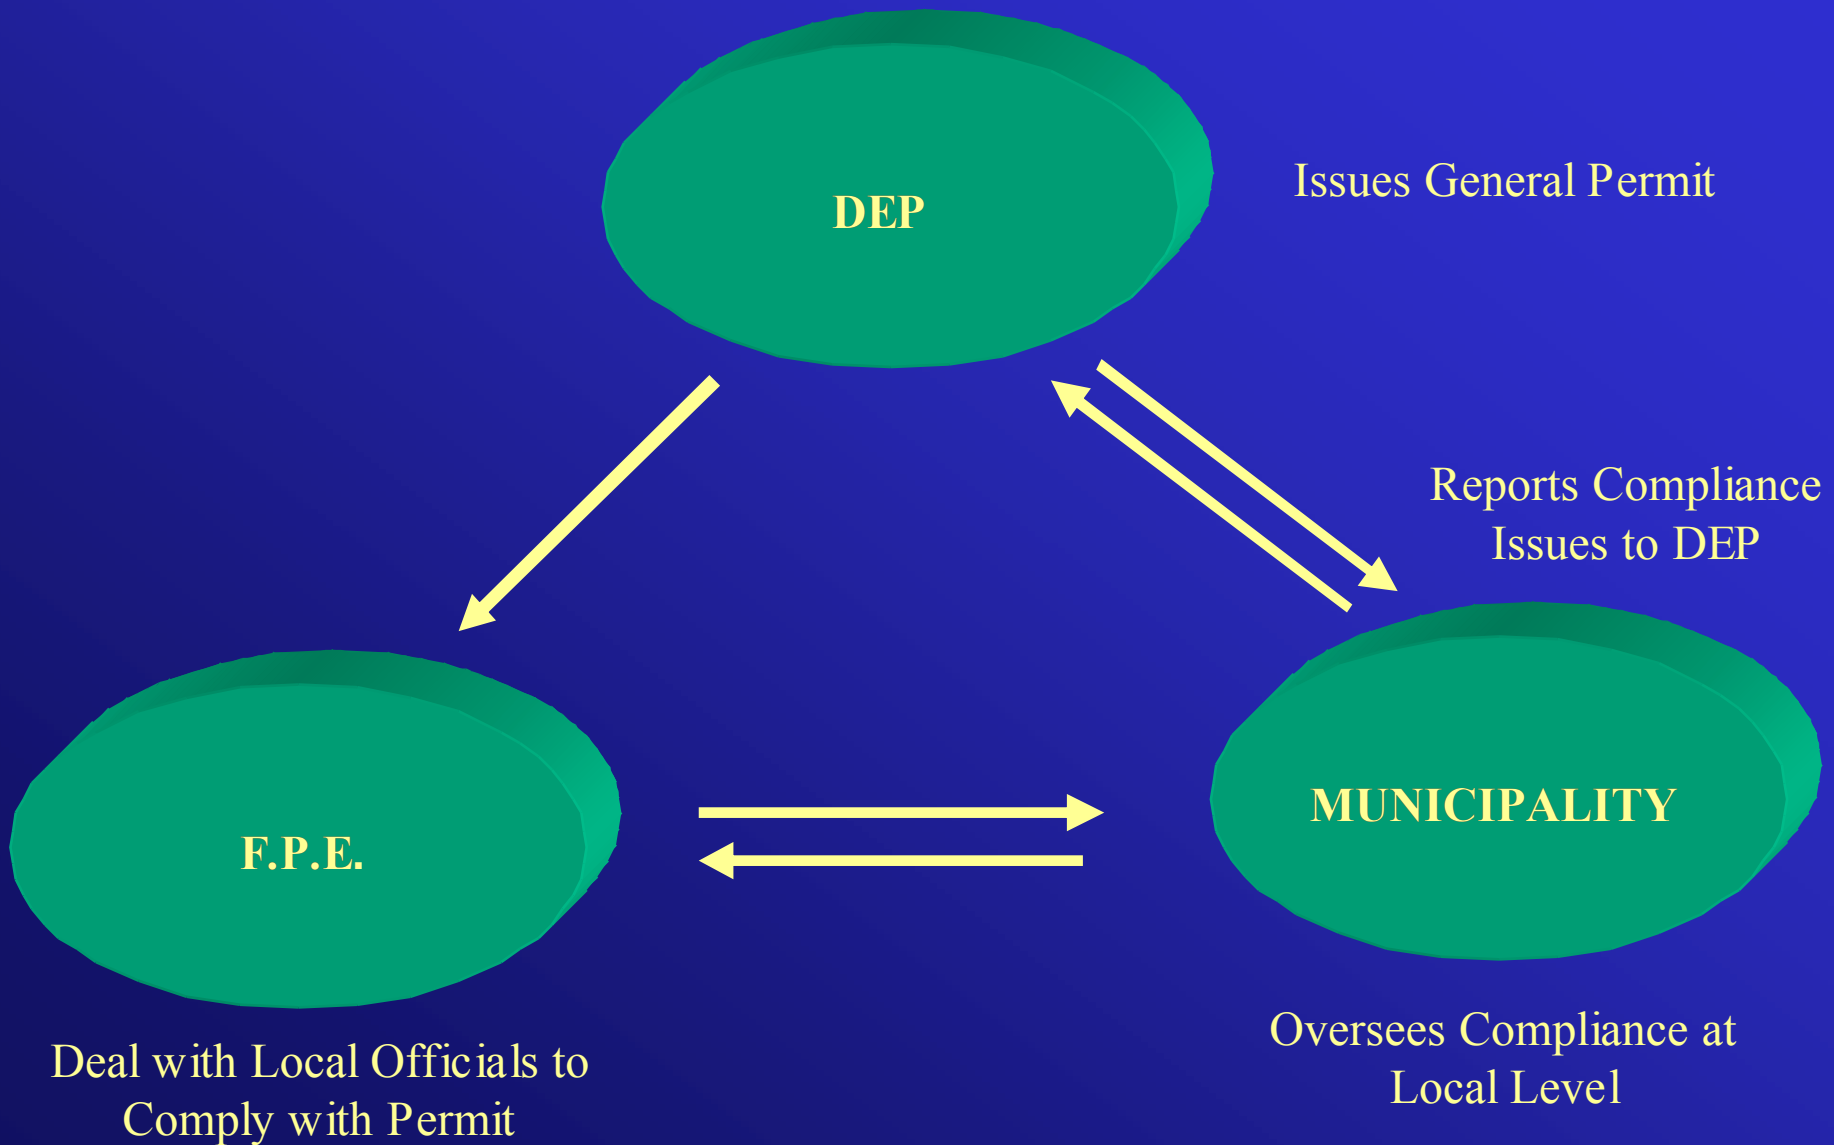 DEP
Issues General Permit
Reports Compliance
Issues to DEP
MUNICIPALITY
F.P.E.
Oversees Compliance at
Local Level
Deal with Local Officials to
Comply with Permit